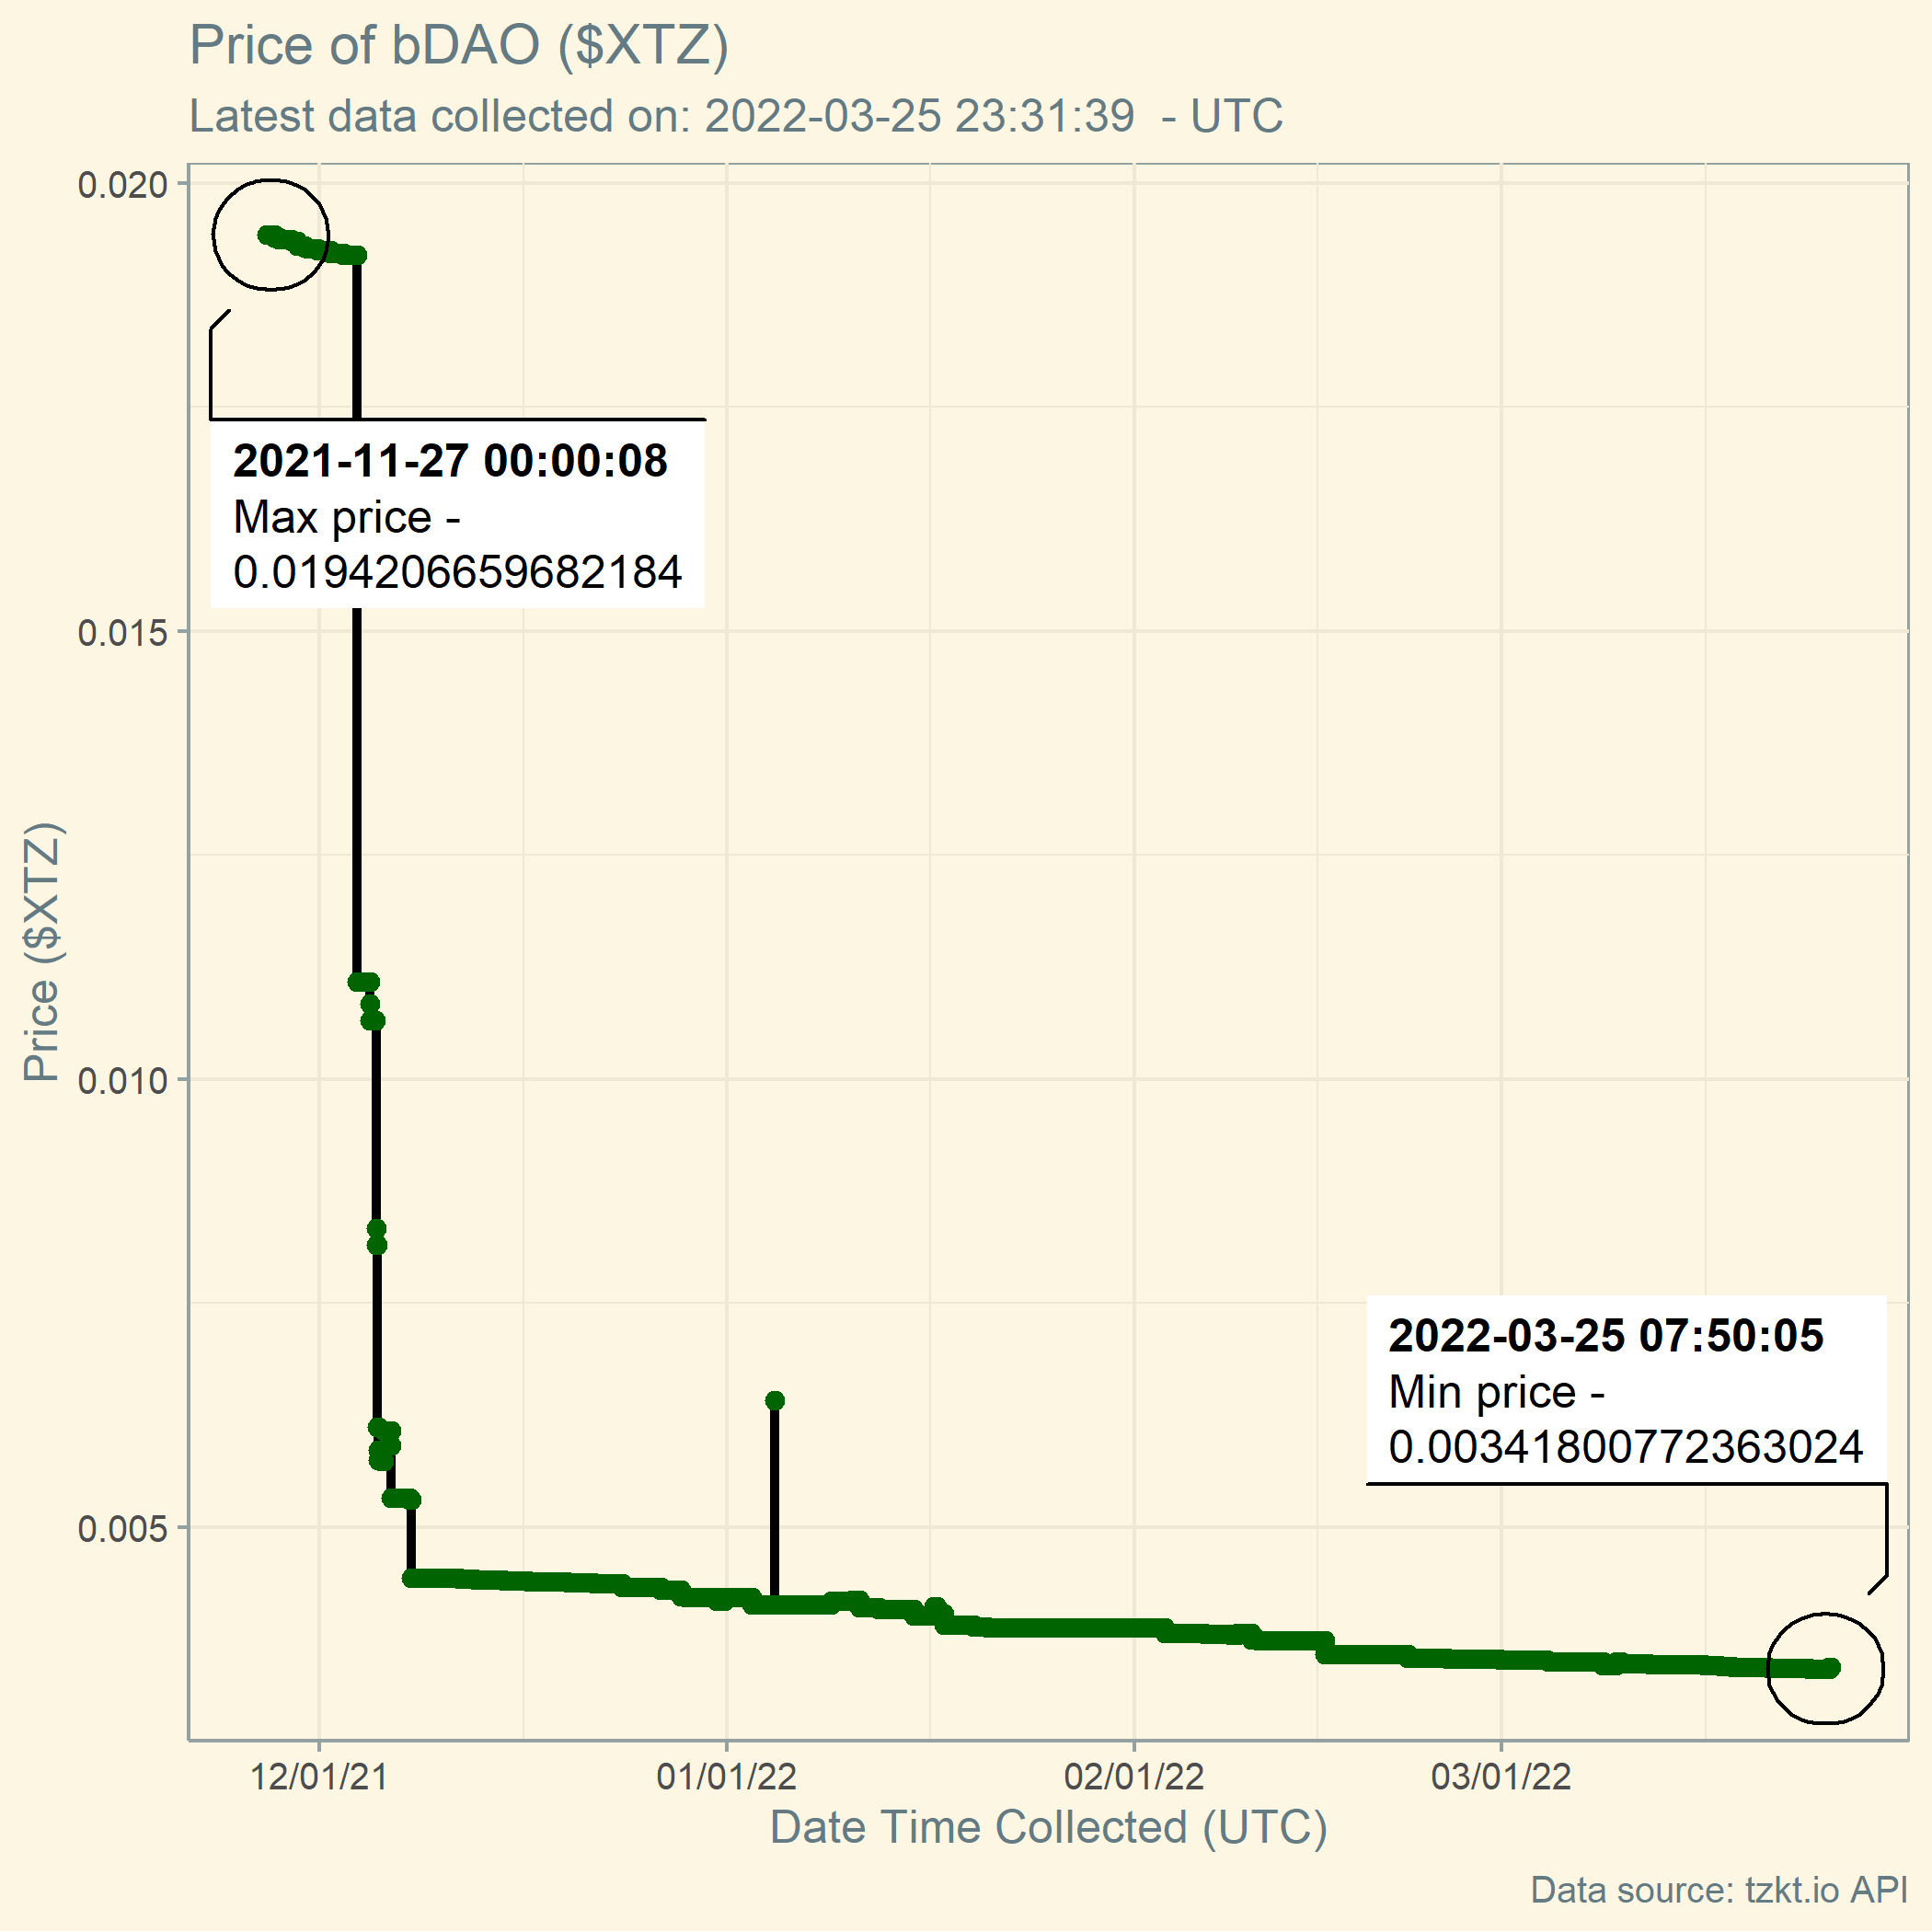 Price of bDAO ($XTZ)
Latest data collected on: 2022-03-25 23:31:39  - UTC
0.020
2021-11-27 00:00:08
Max price -
0.0194206659682184
0.015
Price ($XTZ)
0.010
2022-03-25 07:50:05
Min price -
0.00341800772363024
0.005
12/01/21
01/01/22
02/01/22
03/01/22
Date Time Collected (UTC)
Data source: tzkt.io API